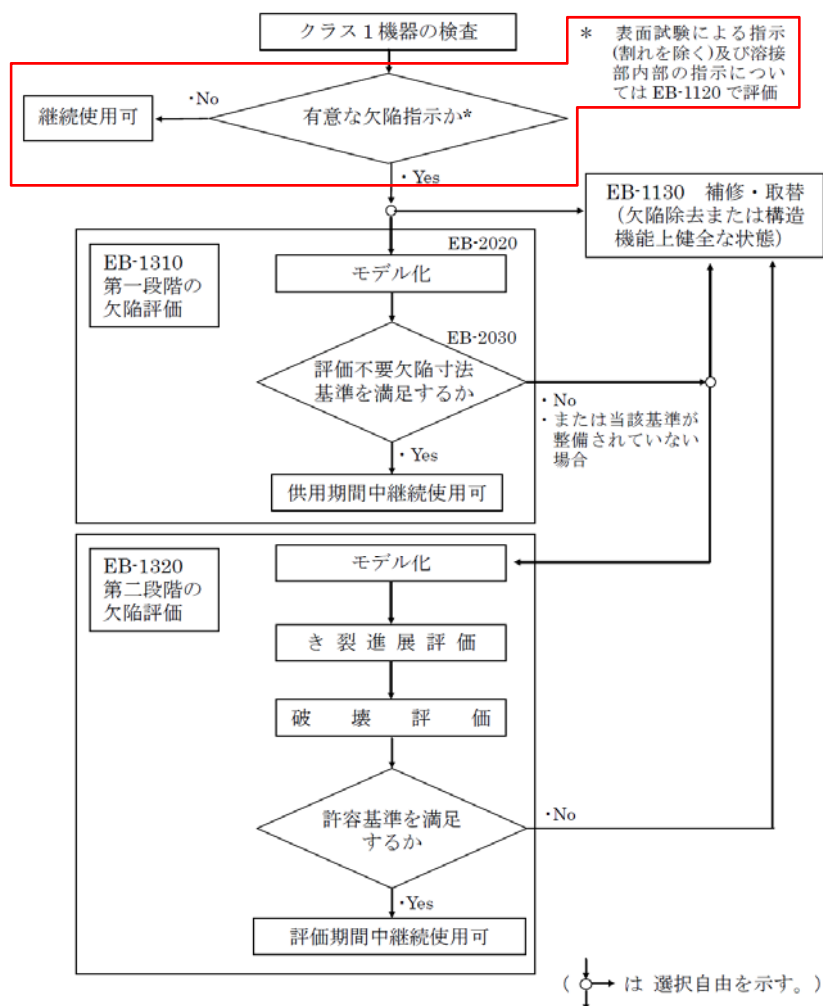 クラス１機器の検査
* 表面試験による指示
(割れを除く)及び溶接
部内部の指示につい
てはEB-1120で評価
・No
継続使用可
有意な欠陥指示か*
・Yes
EB-1130 補修・取替
(欠陥除去または構造
機能上健全な状態)
EB-1310
第一段階の
欠陥評価
EB-2020
モデル化
EB-2030
評価不要欠陥寸法
基準を満足するか
・No
・または当該基準が
整備されていない
場合
・Yes
供用期間中継続使用可
EB-1320
第二段階の
欠陥評価
モデル化
き裂進展評価
破壊評価
許容基準を満足
するか
・No
・Yes
評価期間中継続使用可
( は 選択自由を示す。)